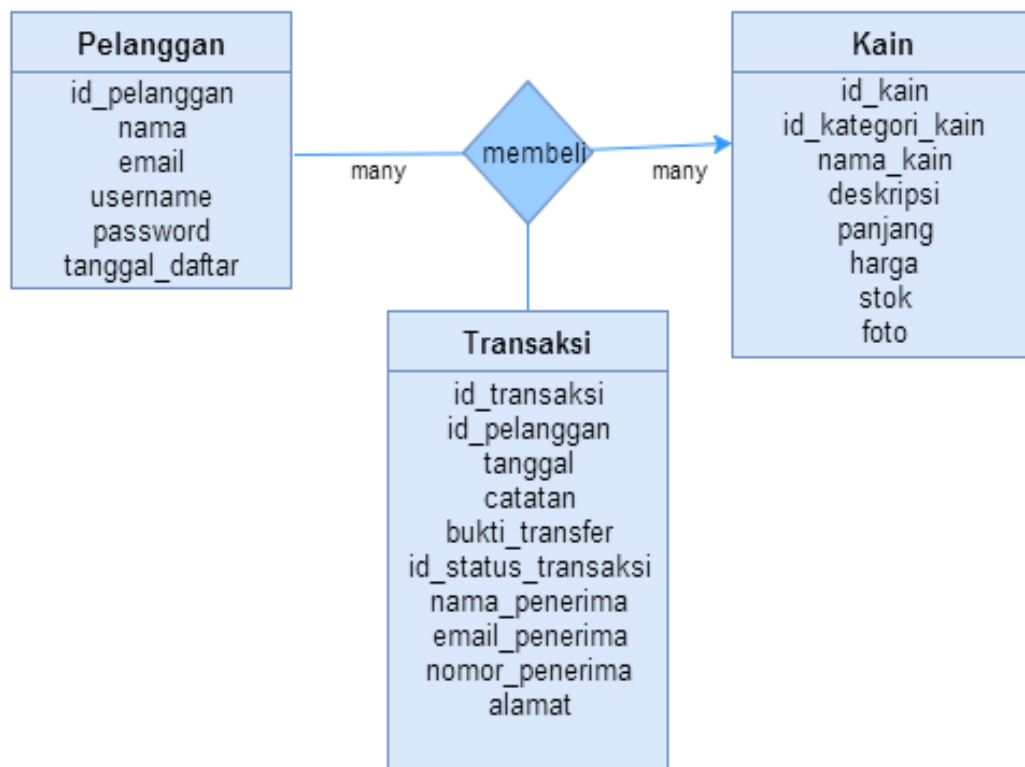 Pelanggan
id_pelanggan
nama
email
username
password
tanggal_daftar
many
membeli
many
Kain
id_kain
id_kategori_kain
nama_kain
deskripsi
panjang
harga
stok
foto
Transaksi
id_transaksi
id_pelanggan
tanggal
catatan
bukti_transfer
id_status_transaksi
nama_penerima
email_penerima
nomor_penerima
alamat